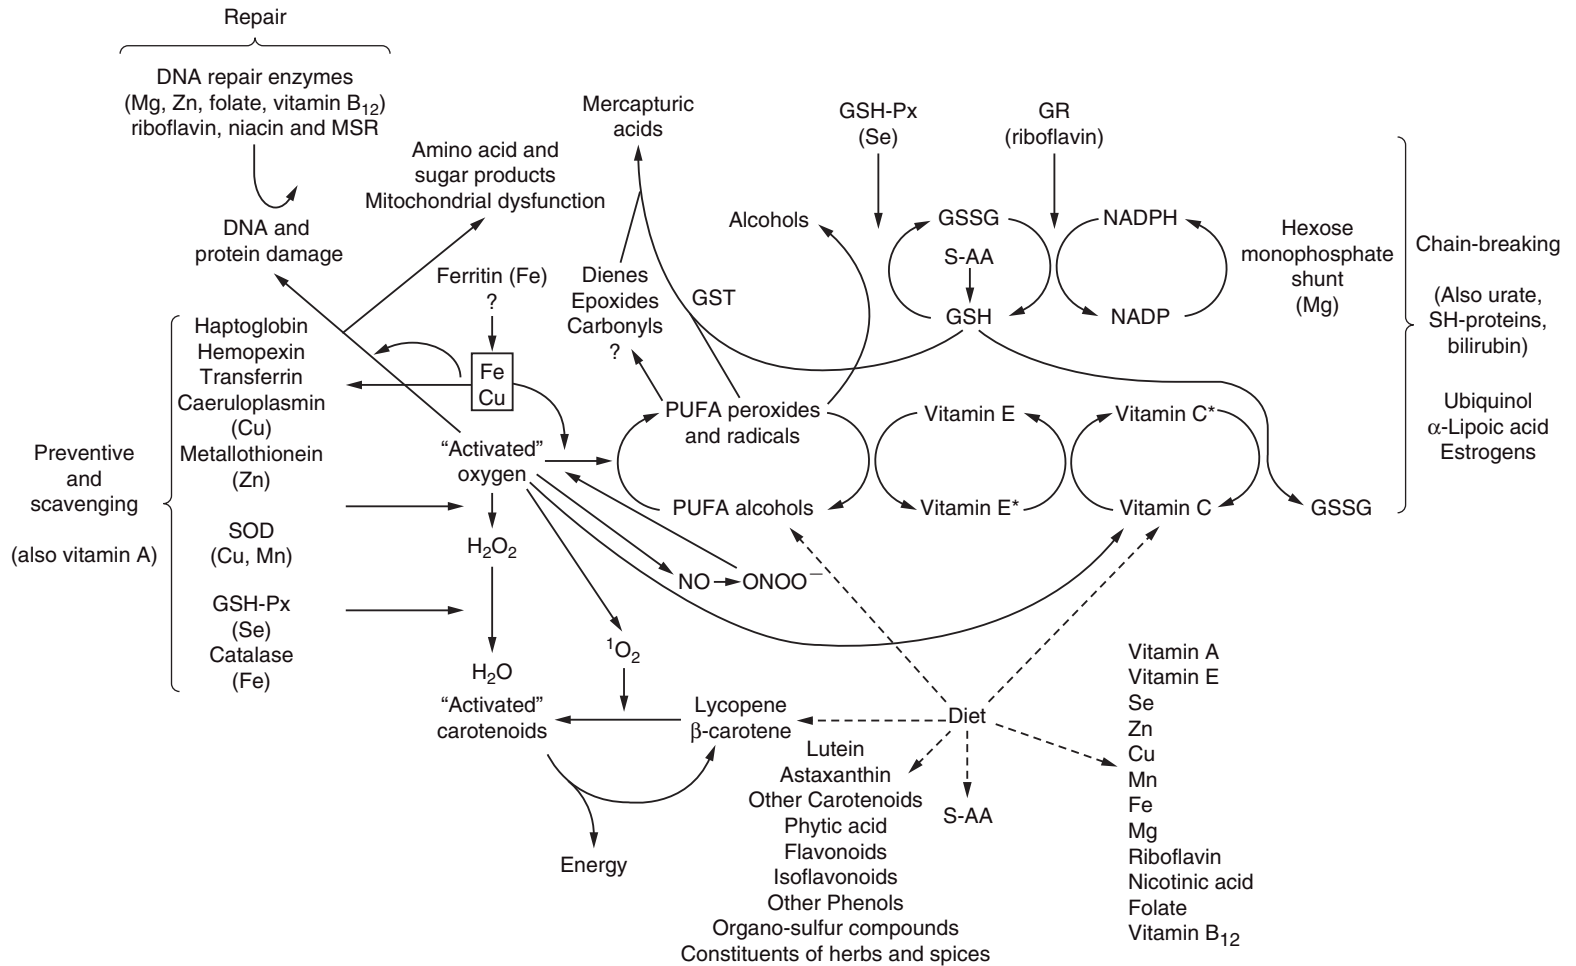 Repair
DNA repair enzymes
(Mg, Zn, folate, vitamin B12)
riboflavin, niacin and MSR
DNA and
protein damage
Amino acid and
sugar products
Mitochondrial dysfunction
Mercapturic
acids
Ferritin (Fe)
?
Fe
Cu
Dienes
Epoxides
Carbonyls
?
GST
Alcohols
GSH-Px
(Se)
GR
(riboflavin)
GSSG
S-AA
GSH
NADPH
NADP
Hexose
monophosphate
shunt
(Mg)
Chain-breaking
(Also urate,
SH-proteins,
bilirubin)
Ubiquinol
α-Lipoic acid
Estrogens
Preventive
and
scavenging
(also vitamin A)
Haptoglobin
Hemopexin
Transferrin
Caeruloplasmin
(Cu)
Metallothionein
(Zn)
SOD
(Cu, Mn)
GSH-Px
(Se)
Catalase
(Fe)
“Activated”
oxygen
H2O2
H2O
PUFA peroxides
and radicals
PUFA alcohols
Vitamin E
Vitamin E*
Vitamin C*
Vitamin C
GSSG
NO
ONOO−
1O2
“Activated”
carotenoids
Energy
Lycopene
β-carotene
Lutein
Astaxanthin
Other Carotenoids
Phytic acid
Flavonoids
Isoflavonoids
Other Phenols
Organo-sulfur compounds
Constituents of herbs and spices
Diet
S-AA
Vitamin A
Vitamin E
Se
Zn
Cu
Mn
Fe
Mg
Riboflavin
Nicotinic acid
Folate
Vitamin B12